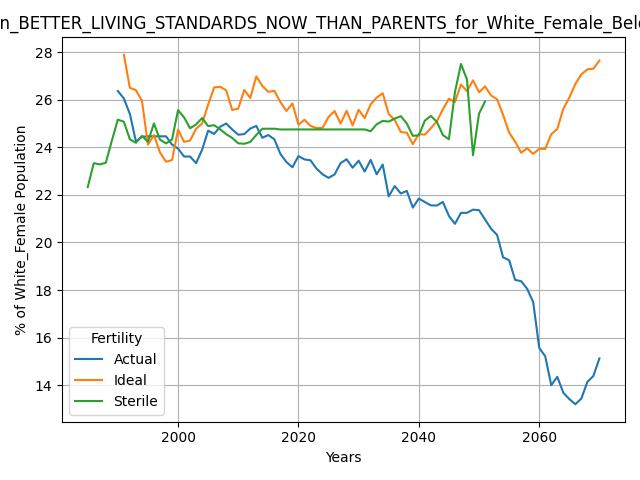 n_BETTER_LIVING_STANDARDS_NOW_THAN_PARENTS_for_White_Female_Belo
28
26
24
22
20
18
16
14
% of White_Female Population
Fertility
Actual
Ideal
Sterile
2000
2020
2040
2060
Years